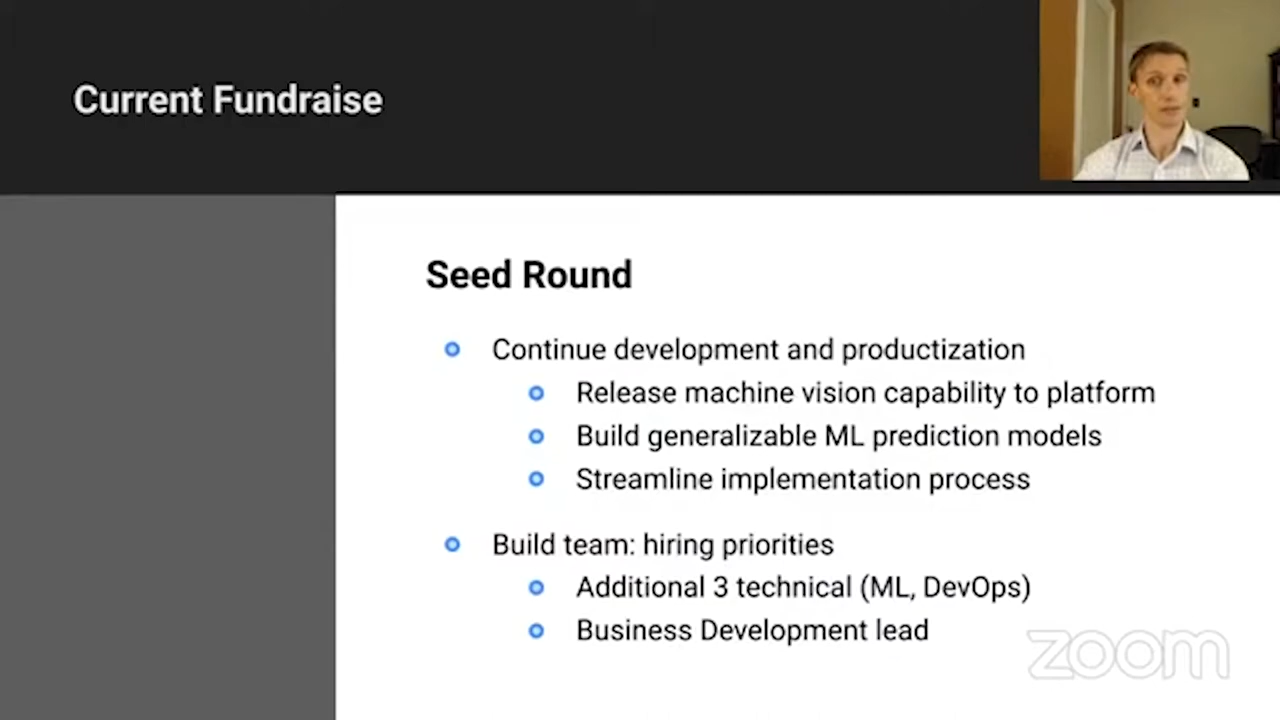 Current Fundraise
Seed Round
Continue development and productization
Release machine vision capability to platform
Build generalizable ML prediction models
Streamline implementation process
Build team: hiring priorities
Additional 3 technical (ML, DevOps)
Business Development lead
zoom